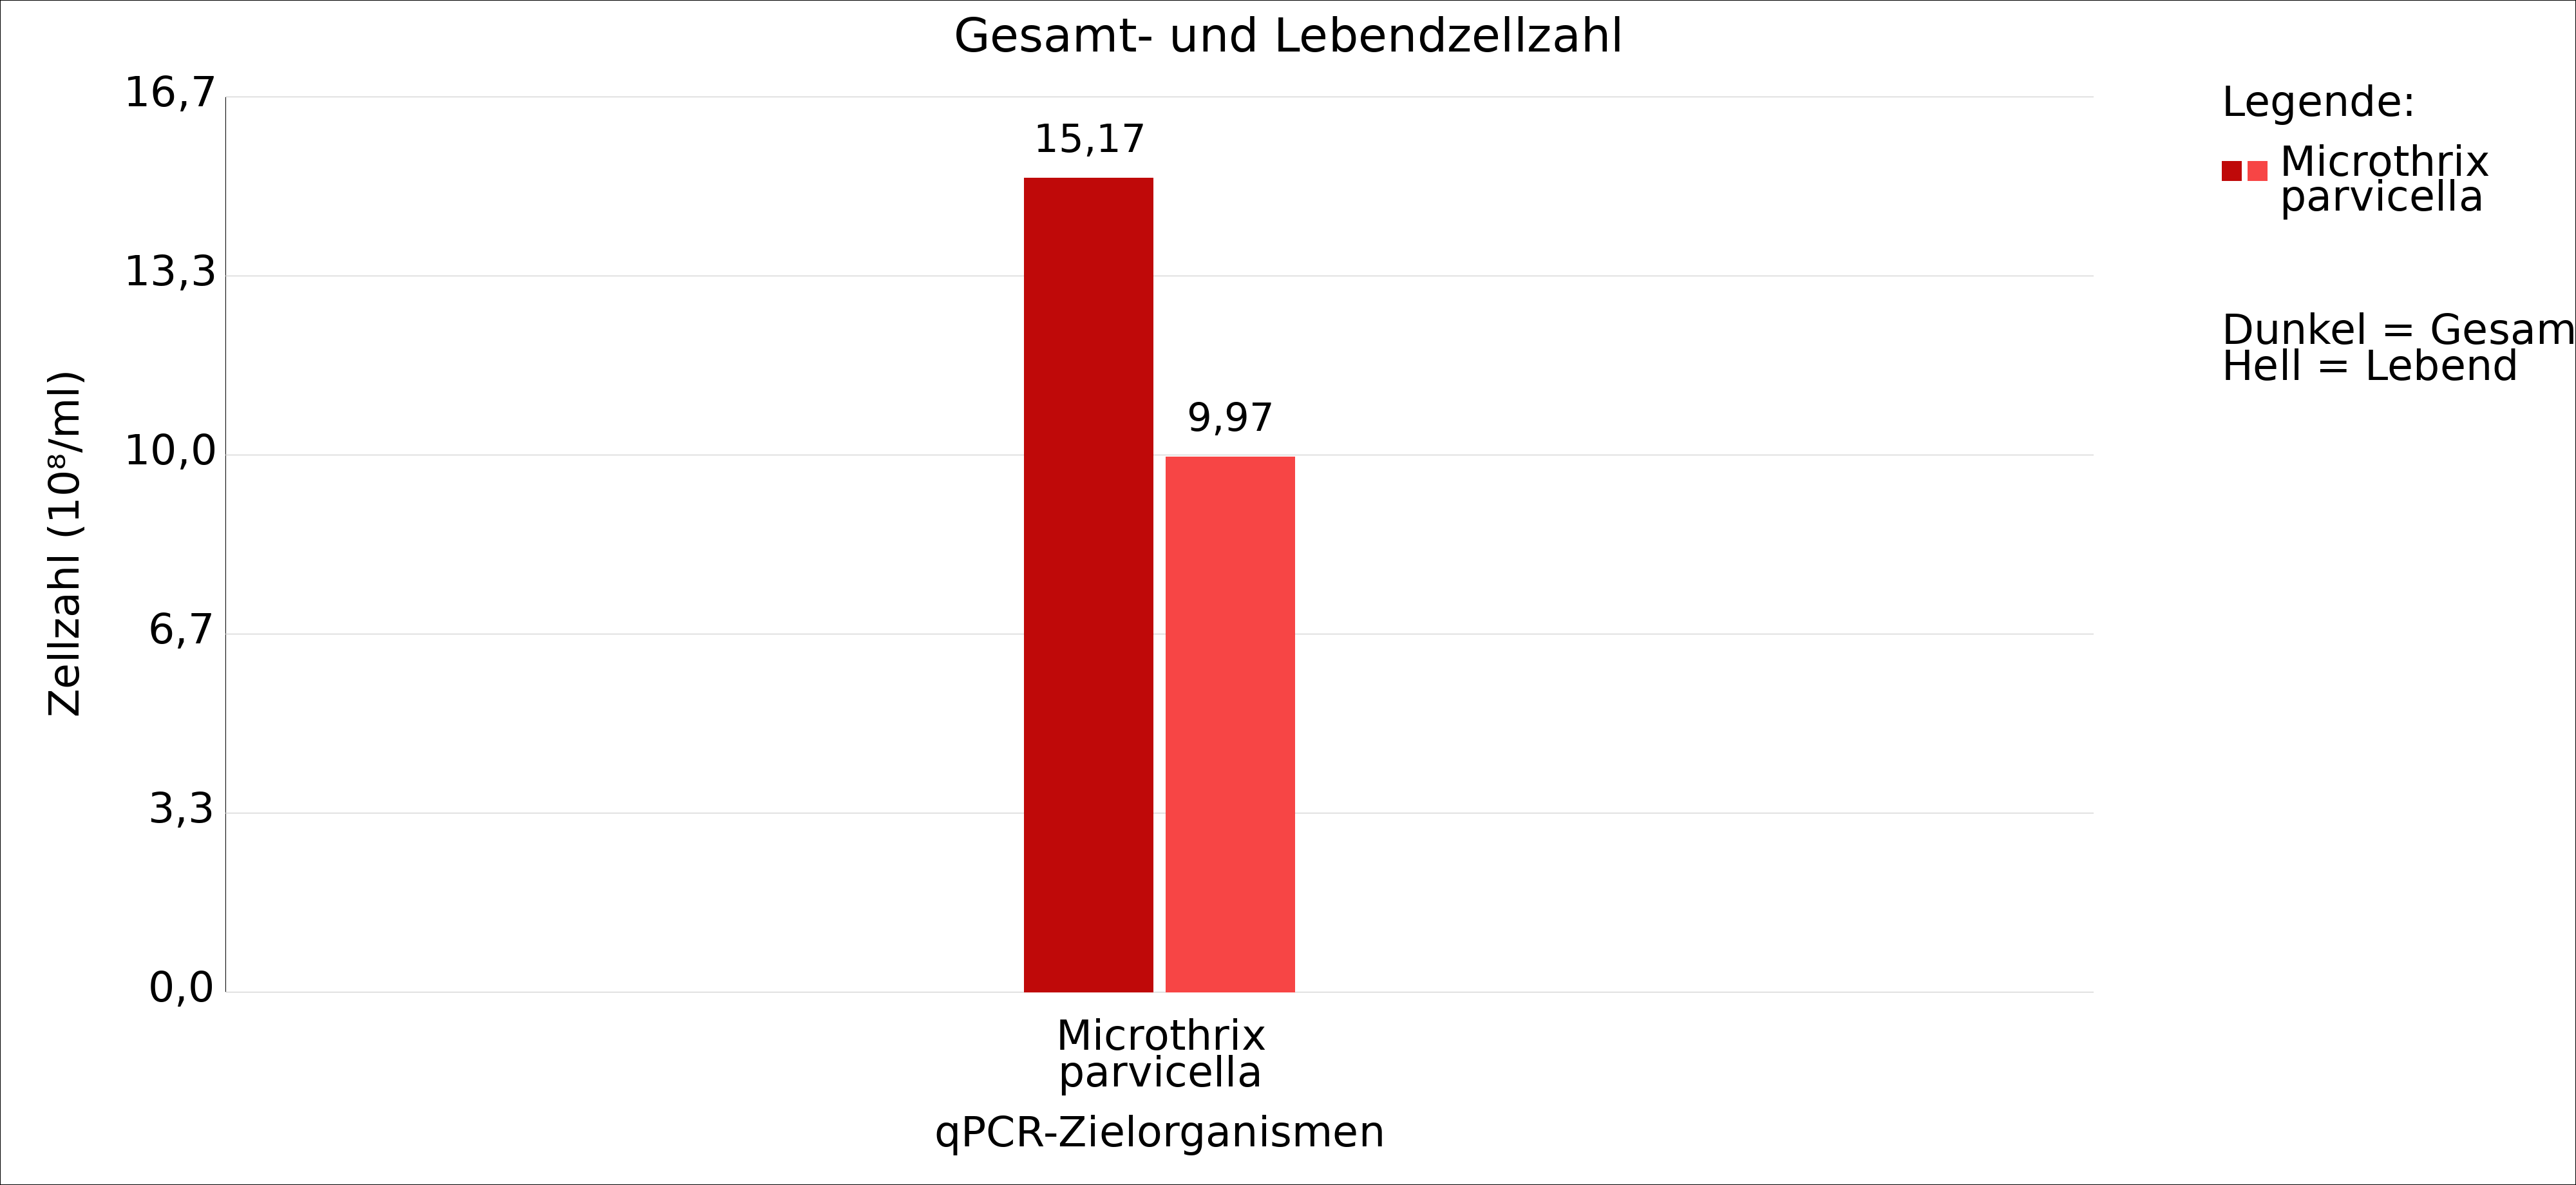 Gesamt- und Lebendzellzahl
16,7
13,3
10,0
6,7
3,3
0,0
Zellzahl (10⁸/ml)
15,17
9,97
Microthrix
parvicella
qPCR-Zielorganismen
Legende:
Microthrix
parvicella
Dunkel = Gesam
Hell = Lebend